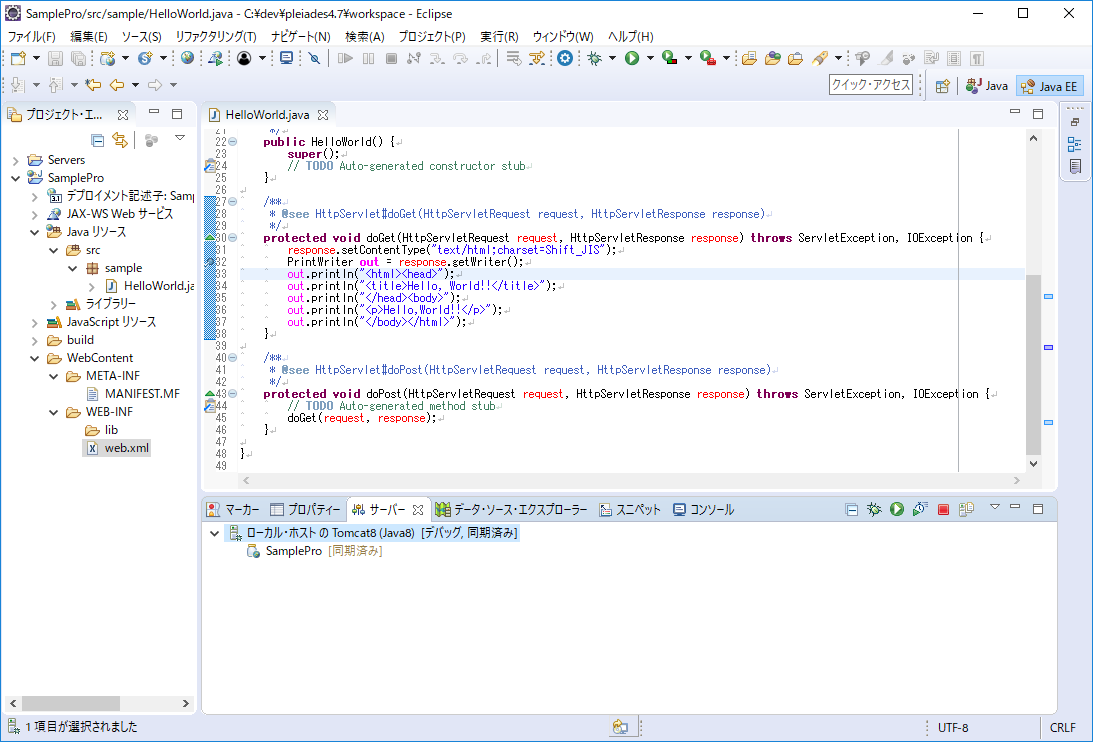 SamplePro/src/sample/HelloWorld.java - C:¥dev¥pleiades4.7¥workspace - Eclipse
ファイル(F) 編集(E) ソース(S) リファクタリング(T) ナビゲート(N) 検索(A) プロジェクト(P) 実行(R) ウィンドウ(W) ヘルプ(H)
クイック・アクセス Java Java EE
プロジェクト・エ...
Servers
SamplePro
デプロイメント記述子: Sam
JAX-WS Web サービス
Java リソース
src
sample
HelloWorld.ja
ライブラリー
JavaScript リソース
build
WebContent
META-INF
MANIFEST.MF
WEB-INF
lib
web.xml
HelloWorld.java
21 */
22 public HelloWorld() {
23 super();
24 // TODO Auto-generated constructor stub
25 }
26
27 /**
28 * @see HttpServlet#doGet(HttpServletRequest request, HttpServletResponse response)
29 */
30 protected void doGet(HttpServletRequest request, HttpServletResponse response) throws ServletException, IOException {
31 response.setContentType("text/html;charset=Shift_JIS");
32 PrintWriter out = response.getWriter();
33 out.println("<html><head>");
34 out.println("<title>Hello, World!!</title>");
35 out.println("</head><body>");
36 out.println("<p>Hello,World!!</p>");
37 out.println("</body></html>");
38 }
39
40 /**
41 * @see HttpServlet#doPost(HttpServletRequest request, HttpServletResponse response)
42 */
43 protected void doPost(HttpServletRequest request, HttpServletResponse response) throws ServletException, IOException {
44 // TODO Auto-generated method stub
45 doGet(request, response);
46 }
47
48 }
49
マーカー プロパティー サーバー データ・ソース・エクスプローラー スニペット コンソール
ローカル・ホスト の Tomcat8 (Java8) [デバッグ, 同期済み]
SamplePro [同期済み]
1 項目が選択されました UTF-8 CRLF